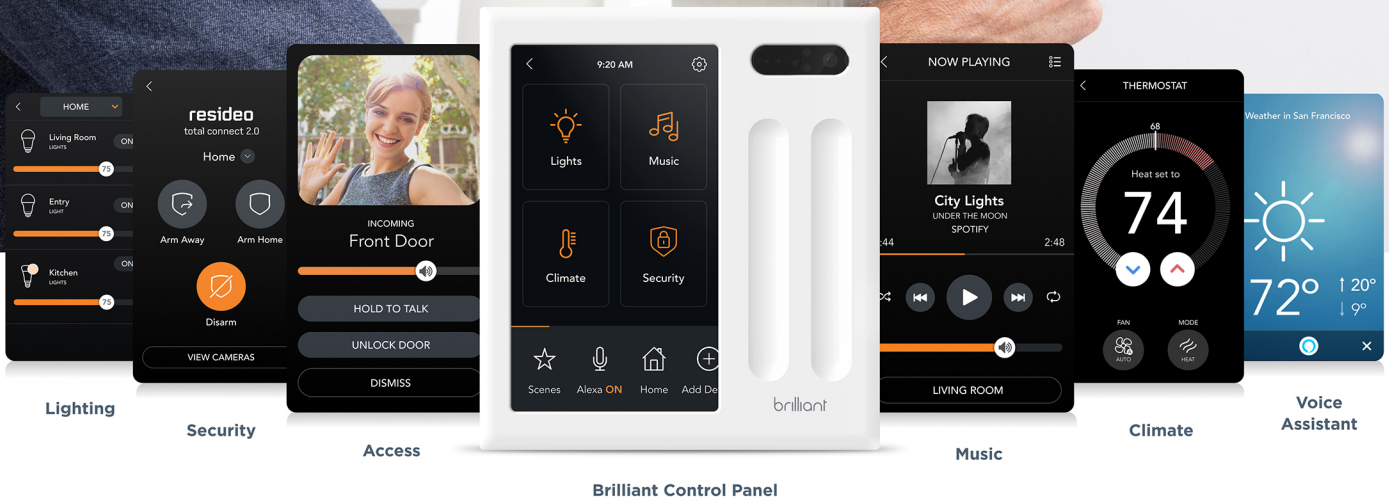 HOME
Living Room
LIGHTS
ON
75
Entry
LIGHT
ON
75
Kitchen
LIGHTS
ON
75
Lighting
resideo
total connect 2.0
Home
Arm Away
Arm Home
Disarm
VIEW CAMERAS
Security
INCOMING
Front Door
HOLD TO TALK
UNLOCK DOOR
DISMISS
Access
9:20 AM
Lights
Music
Climate
Security
Scenes
Alexa ON
Home
Add De
brilliant
Brilliant Control Panel
NOW PLAYING
City Lights
UNDER THE MOON
SPOTIFY
:44
2:48
LIVING ROOM
Music
THERMOSTAT
68
Heat set to
74
FAN
AUTO
MODE
HEAT
Climate
Weather in San Francisco
72°
20°
9°
Voice
Assistant